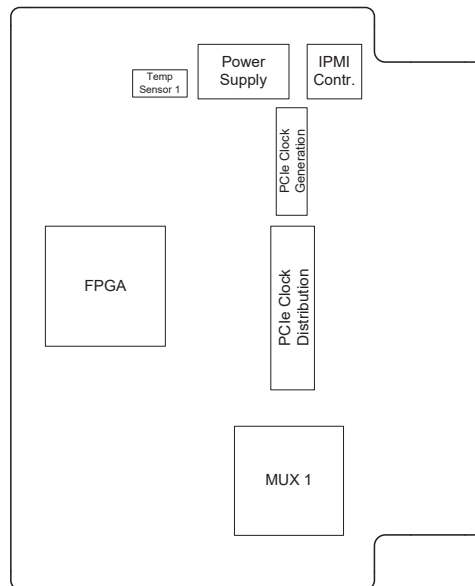 Power
Supply
IPMI
Contr.
Temp
Sensor 1
PCIe Clock
Generation
FPGA
PCIe Clock
Distribution
MUX 1